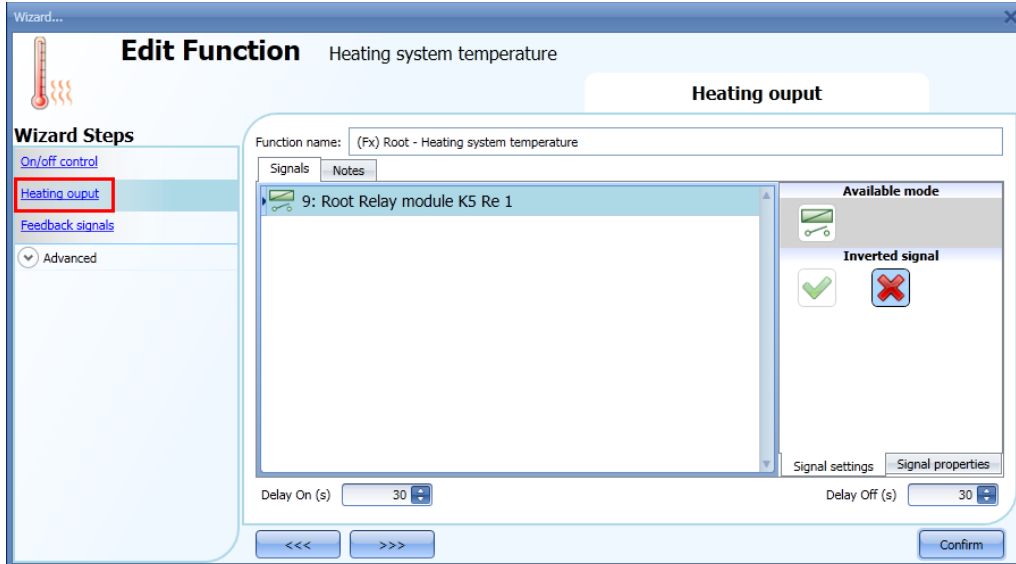 Wizard...
Edit Function Heating system temperature
Heating ouput
Wizard Steps
On/off control
Heating ouput
Feedback signals
Advanced
Function name: (Fx) Root - Heating system temperature
Signals Notes
9: Root Relay module K5 Re 1
Available mode
Inverted signal
Signal settings Signal properties
Delay On (s) 30
Delay Off (s) 30
<<< >>>
Confirm